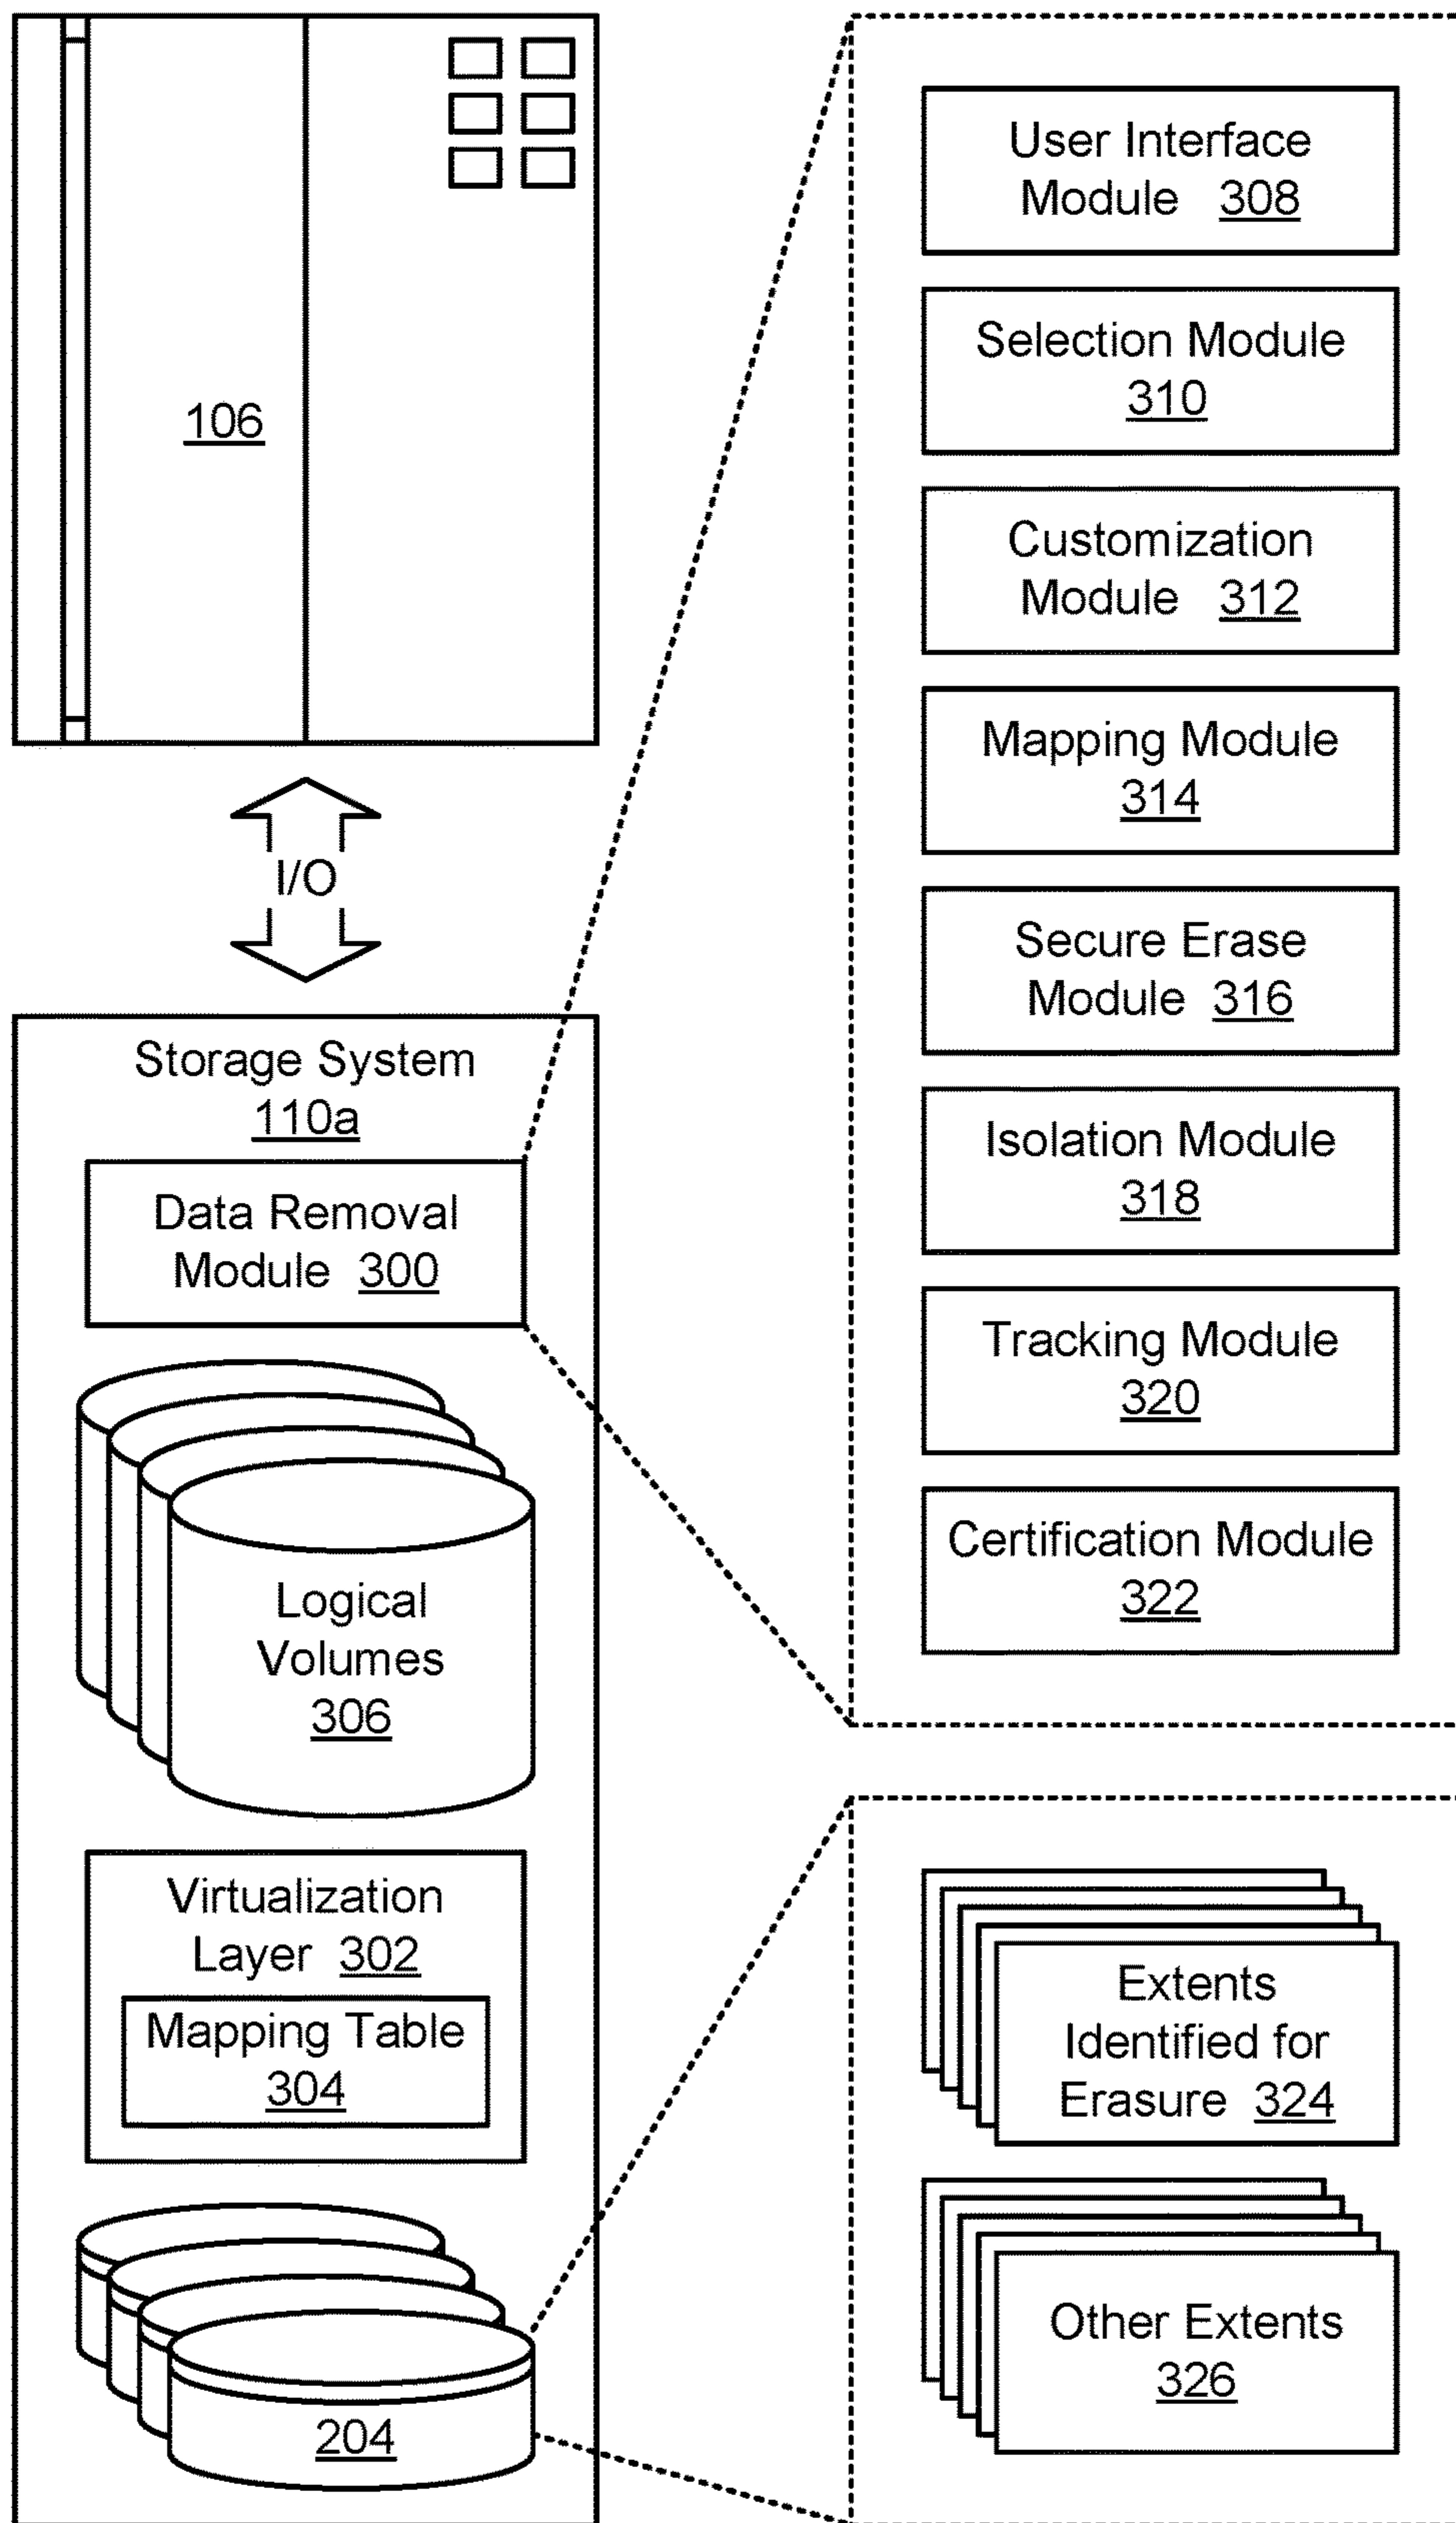 106
I/O
Storage System
110a
Data Removal
Module 300
Logical
Volumes
306
Virtualization
Layer 302
Mapping Table
304
204
User Interface
Module 308
Selection Module
310
Customization
Module 312
Mapping Module
314
Secure Erase
Module 316
Isolation Module
318
Tracking Module
320
Certification Module
322
Extents
Identified for
Erasure 324
Other Extents
326